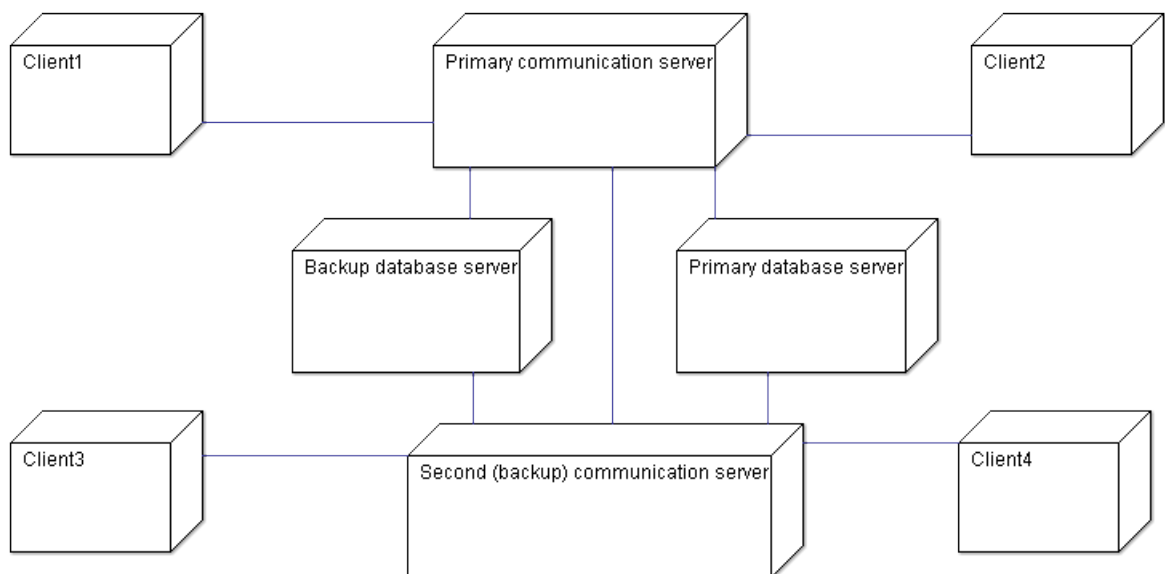 Client1
Primary communication server
Client2
Backup database server
Primary database server
Client3
Second (backup) communication server
Client4